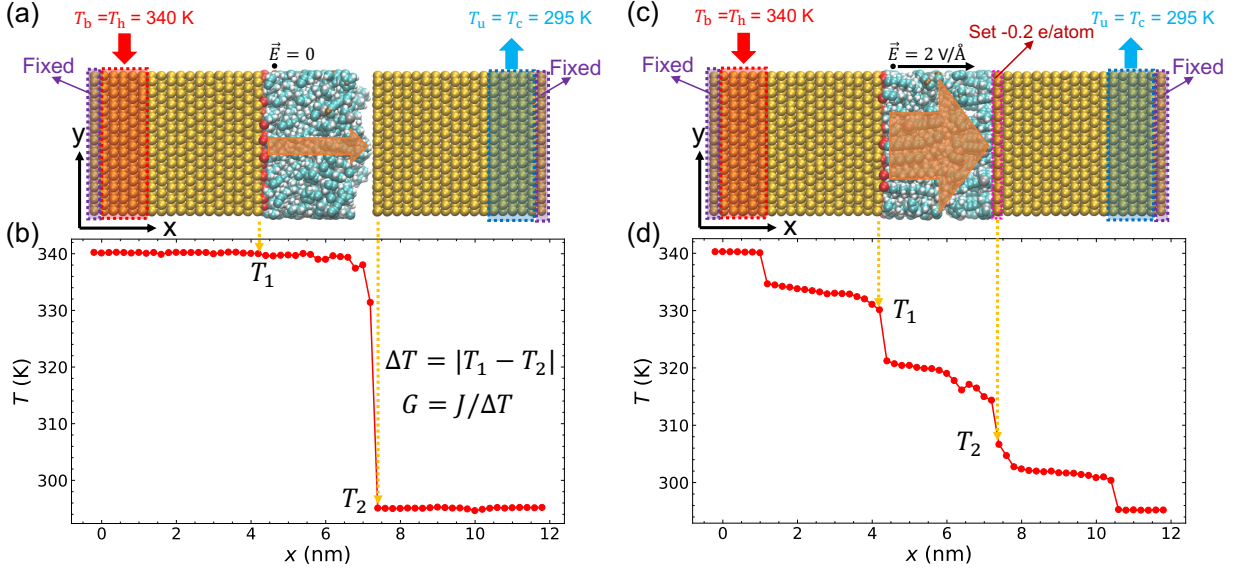 (a)
T_b =T_h = 340 K
T_u = T_c = 295 K
Fixed
E⃗ = 0
Fixed
y
x
(b)
340
330
320
310
300
T (K)
T_1
ΔT = |T_1 − T_2|
G = J/ΔT
T_2
0 2 4 6 8 10 12
x (nm)
(c)
T_b =T_h = 340 K
T_u = T_c = 295 K
Set -0.2 e/atom
Fixed
E⃗ = 2 V/Å
Fixed
y
x
(d)
340
330
320
310
300
T (K)
T_1
T_2
0 2 4 6 8 10 12
x (nm)